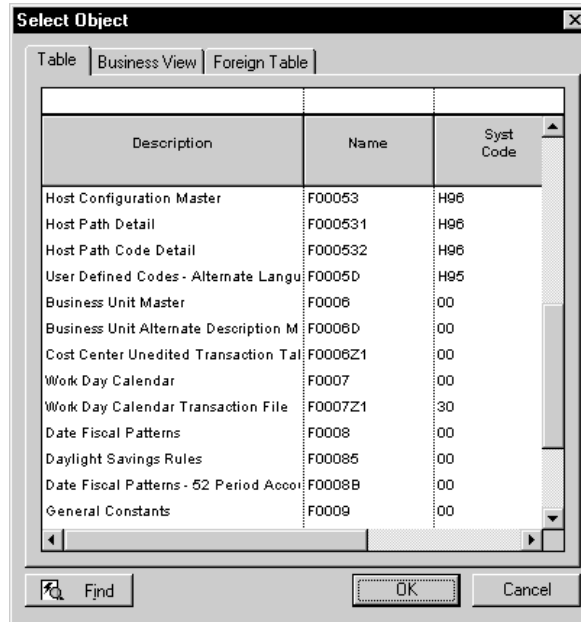 Select Object
Table Business View Foreign Table
Description Name Syst
Code
Host Configuration Master F00053 H96
Host Path Detail F000531 H96
Host Path Code Detail F000532 H96
User Defined Codes - Alternate Langu F0005D H95
Business Unit Master F0006 00
Business Unit Alternate Description M F0006D 00
Cost Center Unedited Transaction Tal F0006Z1 00
Work Day Calendar F0007 00
Work Day Calendar Transaction File F0007Z1 30
Date Fiscal Patterns F0008 00
Daylight Savings Rules F00085 00
Date Fiscal Patterns - 52 Period Accou F0008B 00
General Constants F0009 00
Find OK Cancel